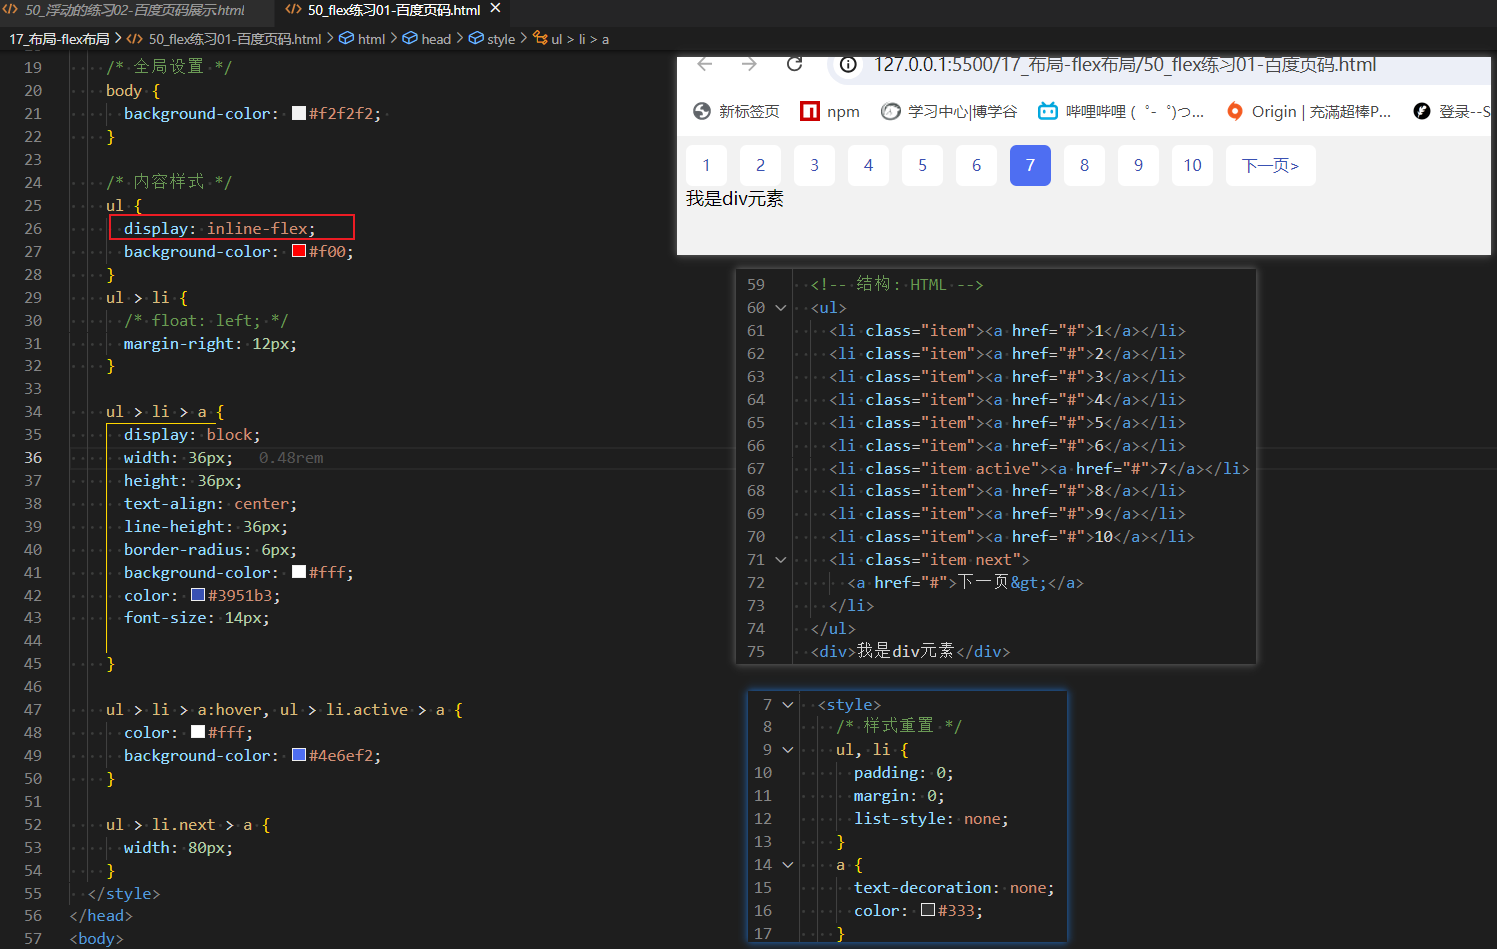 50_浮动的练习02-百度页码展示.html
50_flex练习01-百度页码.html
17_布局-flex布局 > 50_flex练习01-百度页码.html > html > head > style > ul > li > a
19 /* 全局设置 */
20 body {
21 background-color: #f2f2f2;
22 }
23
24 /* 内容样式 */
25 ul {
26 display: inline-flex;
27 background-color: #f00;
28 }
29 ul > li {
30 /* float: left; */
31 margin-right: 12px;
32 }
33
34 ul > li > a {
35 display: block;
36 width: 36px; 0.48rem
37 height: 36px;
38 text-align: center;
39 line-height: 36px;
40 border-radius: 6px;
41 background-color: #fff;
42 color: #3951b3;
43 font-size: 14px;
44
45 }
46
47 ul > li > a:hover, ul > li.active > a {
48 color: #fff;
49 background-color: #4e6ef2;
50 }
51
52 ul > li.next > a {
53 width: 80px;
54 }
55 </style>
56 </head>
57 <body>
127.0.0.1:5500/17_布局-flex布局/50_flex练习01-百度页码.html
新标签页 npm 学习中心|博学谷 哔哩哔哩 (゜-゜)つ... Origin | 充满超棒P... 登录--S
1 2 3 4 5 6 7 8 9 10 下一页>
我是div元素
59 <!-- 结构: HTML -->
60 <ul>
61 <li class="item"><a href="#">1</a></li>
62 <li class="item"><a href="#">2</a></li>
63 <li class="item"><a href="#">3</a></li>
64 <li class="item"><a href="#">4</a></li>
65 <li class="item"><a href="#">5</a></li>
66 <li class="item"><a href="#">6</a></li>
67 <li class="item active"><a href="#">7</a></li>
68 <li class="item"><a href="#">8</a></li>
69 <li class="item"><a href="#">9</a></li>
70 <li class="item"><a href="#">10</a></li>
71 <li class="item next">
72 <a href="#">下一页&gt;</a>
73 </li>
74 </ul>
75 <div>我是div元素</div>
7 <style>
8 /* 样式重置 */
9 ul, li {
10 padding: 0;
11 margin: 0;
12 list-style: none;
13 }
14 a {
15 text-decoration: none;
16 color: #333;
17 }